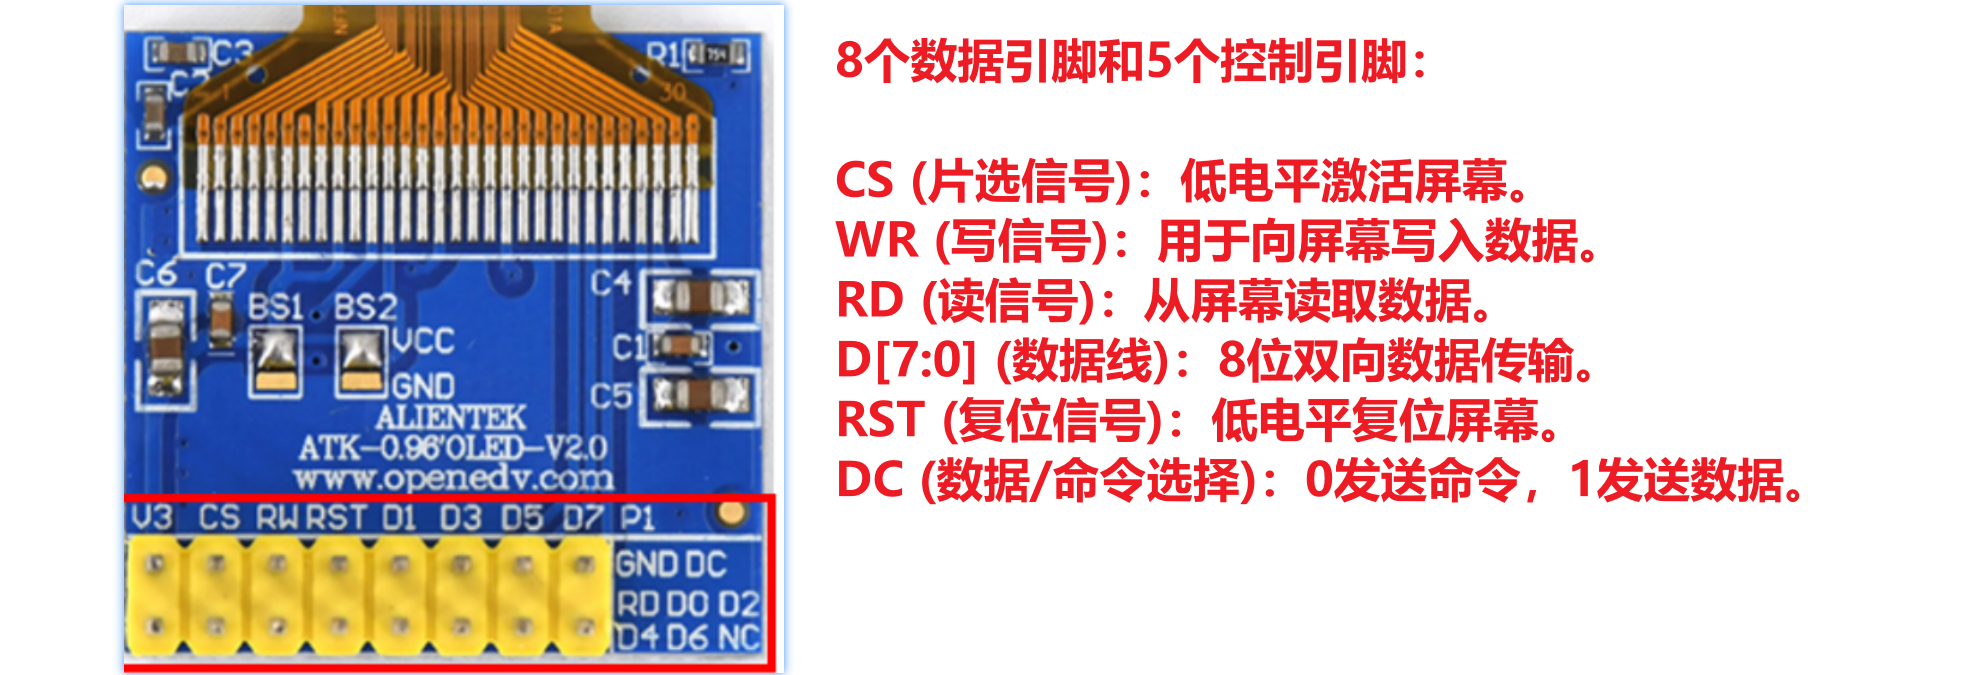 C3
C2
R1
754
1
30
C6
C7
BS1
BS2
VCC
GND
C4
C1
C5
ALIENTEK
ATK-0.96'OLED-V2.0
www.openedv.com
V3 CS RW RST D1 D3 D5 D7 P1
GND DC
RD D0 D2
D4 D6 NC
8个数据引脚和5个控制引脚：
CS (片选信号)：低电平激活屏幕。
WR (写信号)：用于向屏幕写入数据。
RD (读信号)：从屏幕读取数据。
D[7:0] (数据线)：8位双向数据传输。
RST (复位信号)：低电平复位屏幕。
DC (数据/命令选择)：0发送命令，1发送数据。